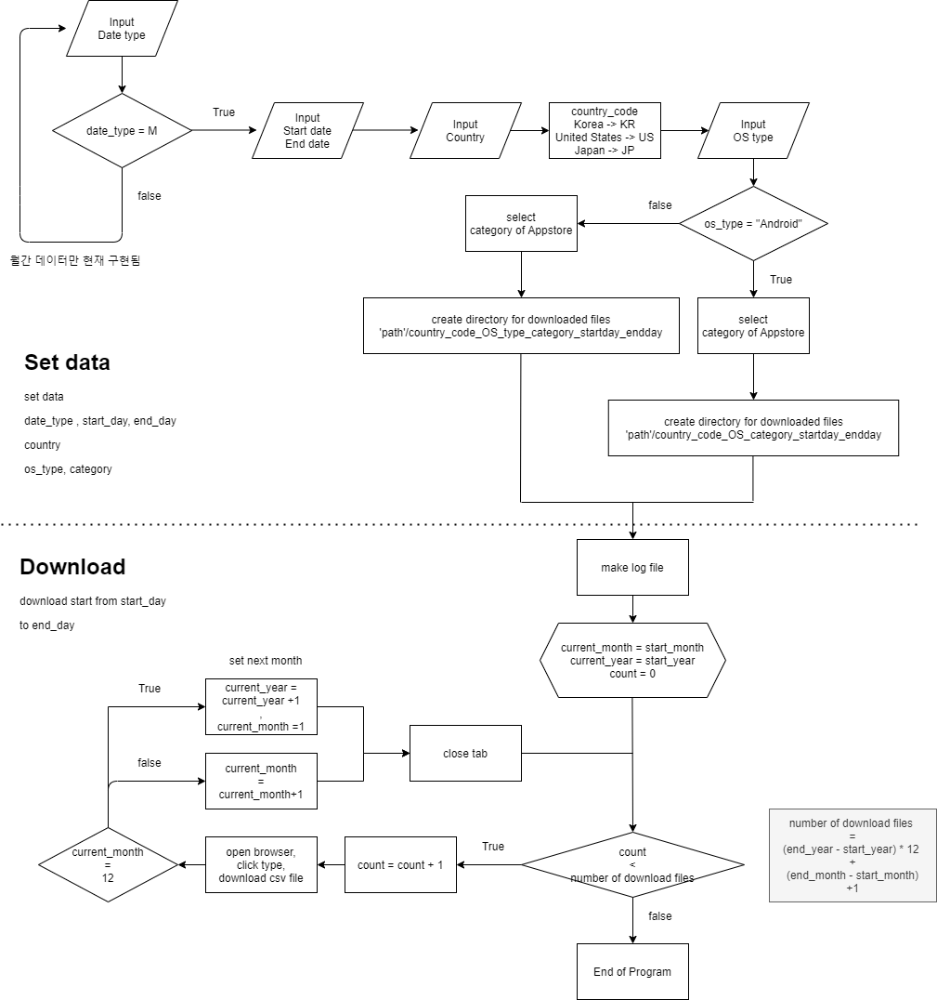 Input
Date type
date_type = M
True
false
월간 데이터만 현재 구현됨
Input
Start date
End date
Input
Country
country_code
Korea -> KR
United States -> US
Japan -> JP
Input
OS type
os_type = "Android"
false
True
select
category of Appstore
create directory for downloaded files
'path'/country_code_OS_type_category_startday_endday
select
category of Appstore
create directory for downloaded files
'path'/country_code_OS_category_startday_endday
Set data
set data
date_type , start_day, end_day
country
os_type, category
Download
download start from start_day
to end_day
make log file
current_month = start_month
current_year = start_year
count = 0
set next month
True
current_year =
current_year +1
,
current_month =1
false
current_month
=
current_month+1
close tab
current_month
=
12
open browser,
click type,
download csv file
count = count + 1
True
count
<
number of download files
false
End of Program
number of download files
=
(end_year - start_year) * 12
+
(end_month - start_month)
+1